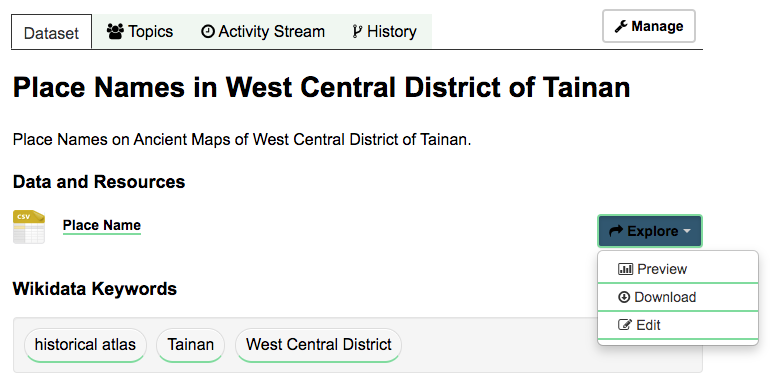 Dataset Topics Activity Stream History Manage
Place Names in West Central District of Tainan
Place Names on Ancient Maps of West Central District of Tainan.
Data and Resources
CSV Place Name Explore
Preview
Download
Edit
Wikidata Keywords
historical atlas Tainan West Central District